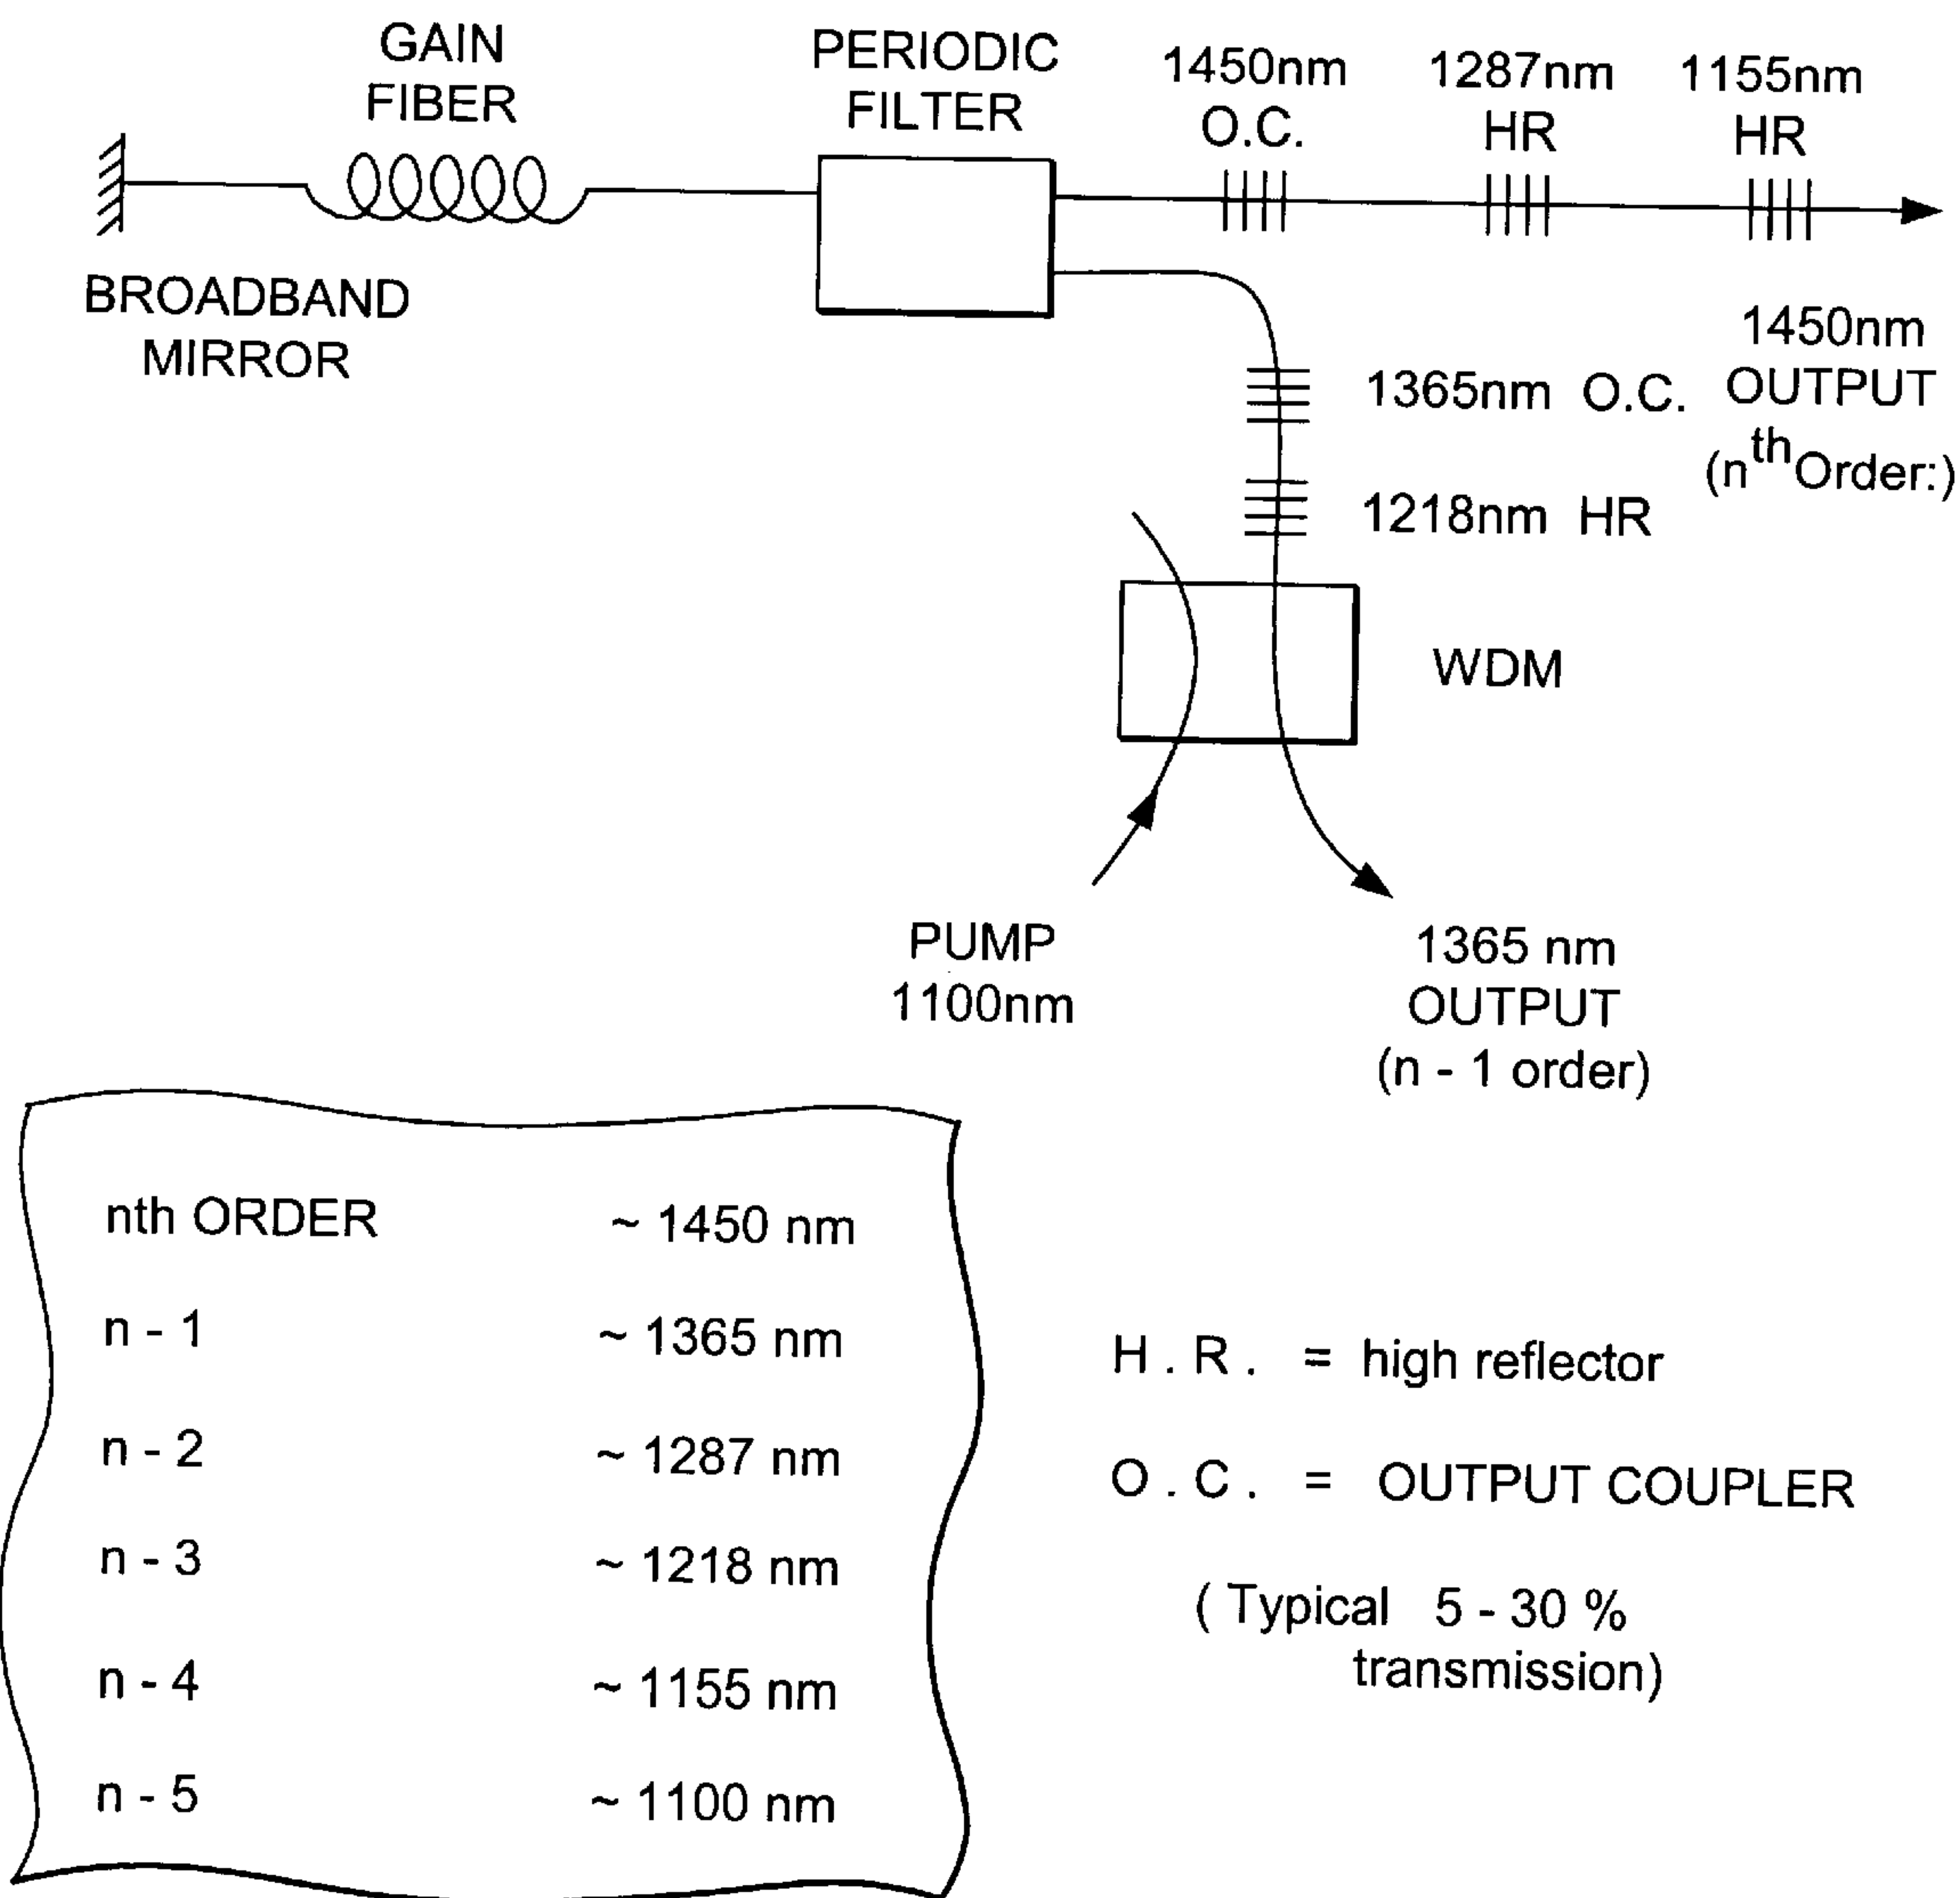 GAIN
FIBER
PERIODIC
FILTER
1450nm
O.C.
1287nm
HR
1155nm
HR
BROADBAND
MIRROR
1450nm
OUTPUT
(nth Order:)
1365nm O.C.
1218nm HR
WDM
PUMP
1100nm
1365 nm
OUTPUT
(n - 1 order)
nth ORDER ~ 1450 nm
n - 1 ~ 1365 nm
n - 2 ~ 1287 nm
n - 3 ~ 1218 nm
n - 4 ~ 1155 nm
n - 5 ~ 1100 nm
H . R . = high reflector
O . C . = OUTPUT COUPLER
( Typical 5 - 30 %
transmission)